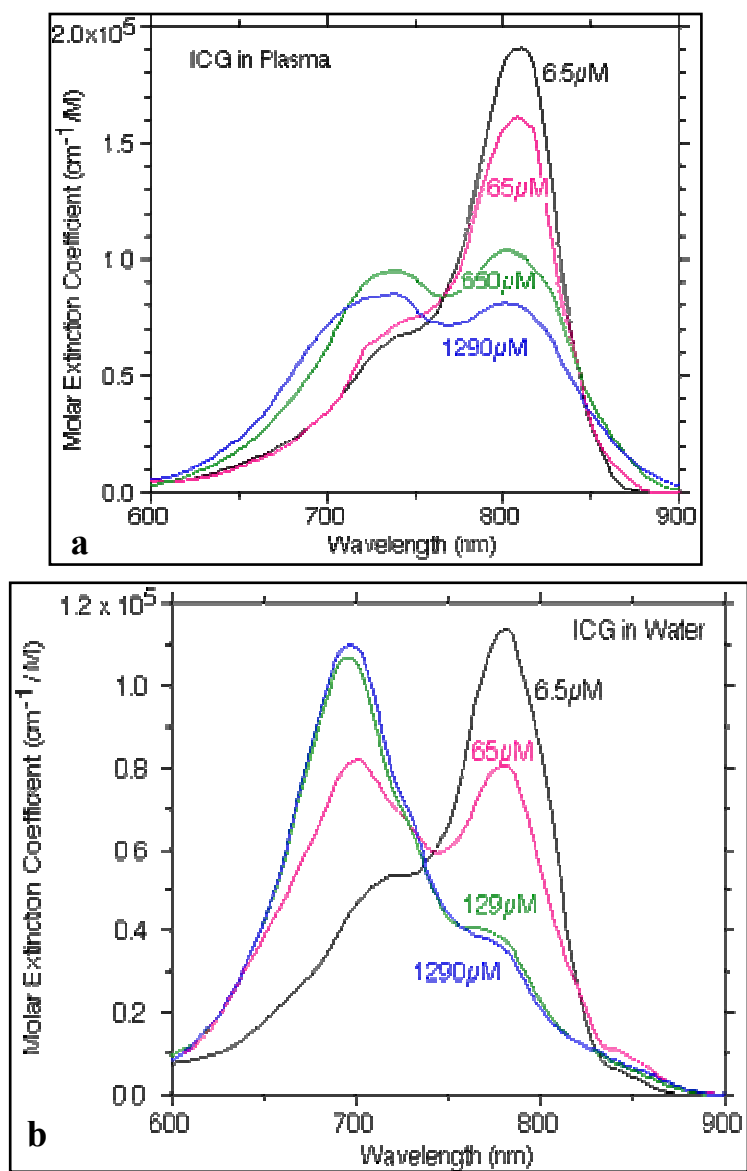 2.0x10⁵
ICG in Plasma
6.5µM
1.5
65µM
1 0
650µM
1290µM
0.5
0.0
600 700 800 900
Wavelength (nm)
Molar Extinction Coefficient (cm⁻¹ /M)
a
1.2 x 10⁵
ICG in Water
6.5µM
1.0
65µM
0.8
0 6
129µM
0.4
1290µM
0.2
0 0
600 700 800 900
Wavelength (nm)
Molar Extinction Coefficient (cm⁻¹ / M)
b